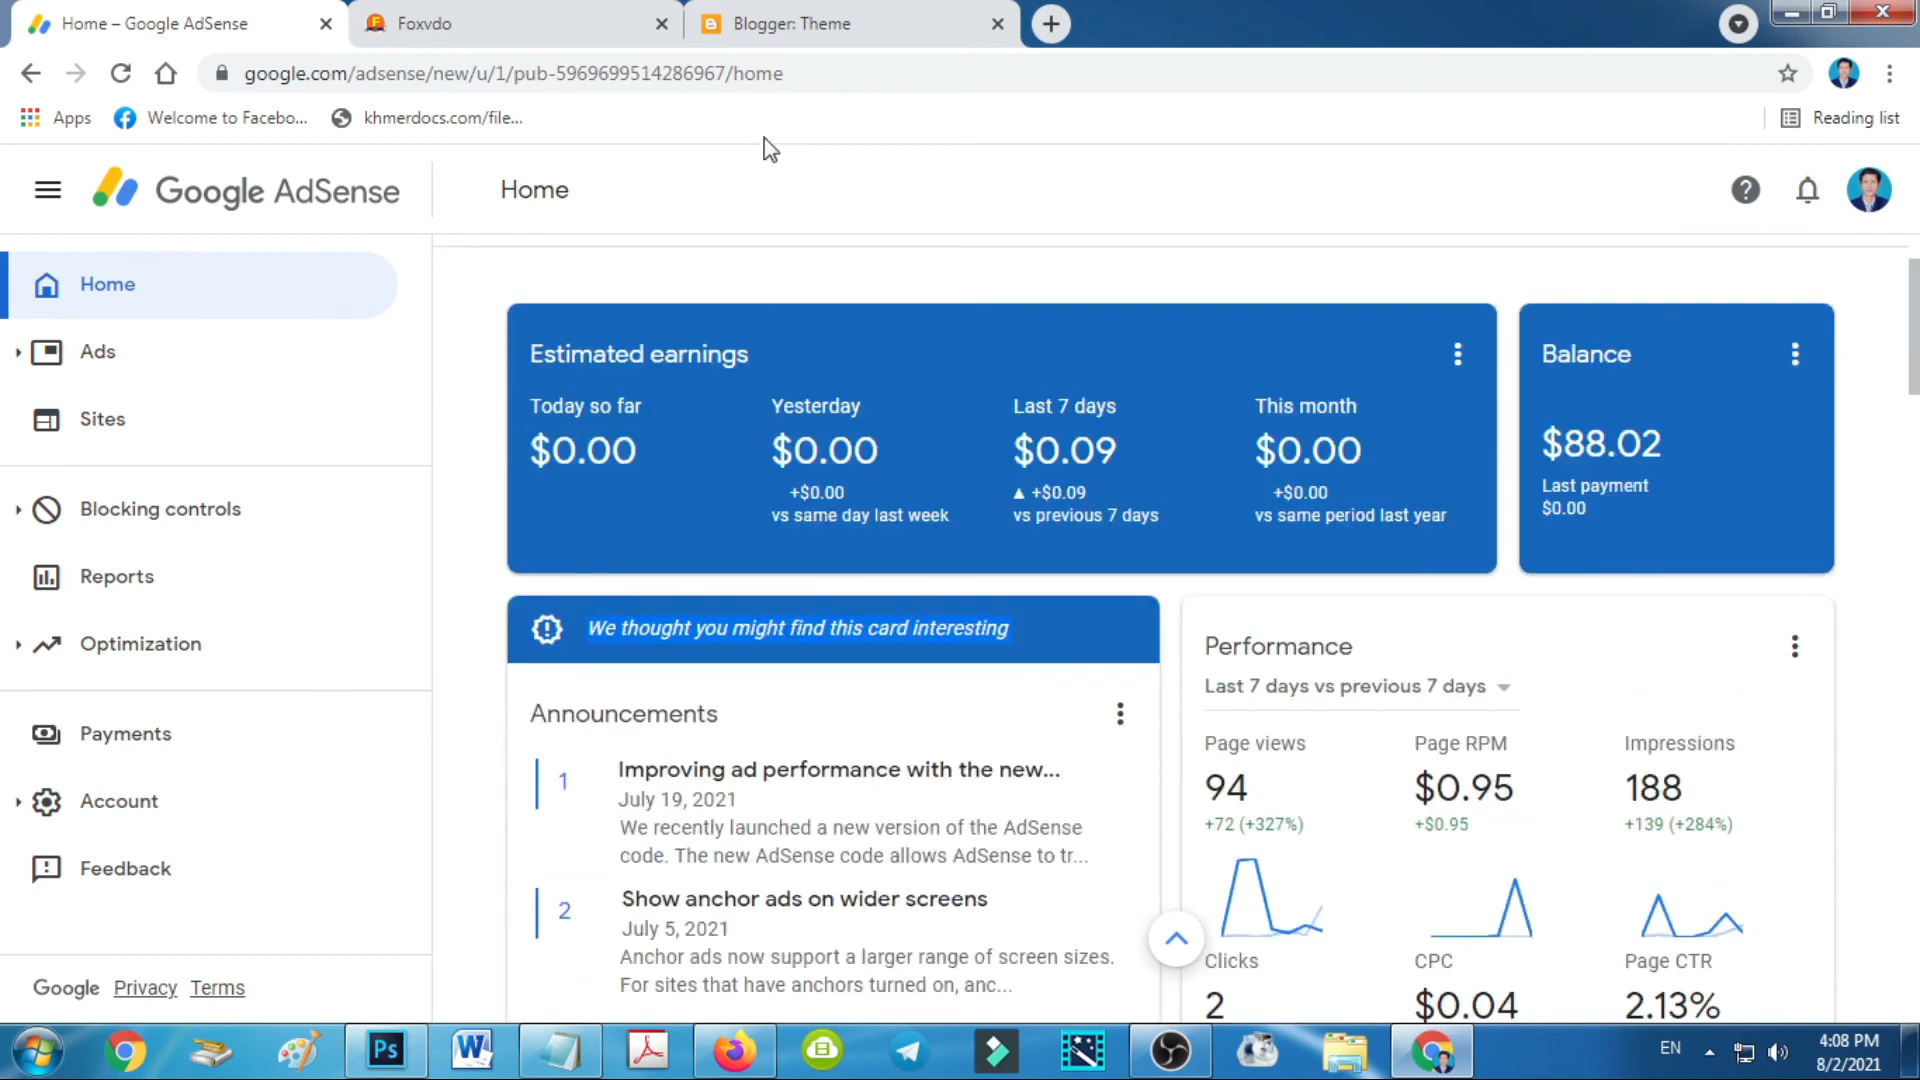 Home – Google AdSense
Foxvdo
Blogger: Theme
google.com/adsense/new/u/1/pub-5969699514286967/home
Apps
Welcome to Facebo...
khmerdocs.com/file...
Reading list
Google AdSense
Home
Home
Ads
Sites
Blocking controls
Reports
Optimization
Payments
Account
Feedback
Google Privacy Terms
Estimated earnings
Today so far
$0.00
Yesterday
$0.00
+$0.00
vs same day last week
Last 7 days
$0.09
+$0.09
vs previous 7 days
This month
$0.00
+$0.00
vs same period last year
Balance
$88.02
Last payment
$0.00
We thought you might find this card interesting
Announcements
1
Improving ad performance with the new...
July 19, 2021
We recently launched a new version of the AdSense
code. The new AdSense code allows AdSense to tr...
2
Show anchor ads on wider screens
July 5, 2021
Anchor ads now support a larger range of screen sizes.
For sites that have anchors turned on, anc...
Performance
Last 7 days vs previous 7 days
Page views
94
+72 (+327%)
Page RPM
$0.95
+$0.95
Impressions
188
+139 (+284%)
Clicks
2
CPC
$0.04
Page CTR
2.13%
Ps
W
EN
4:08 PM
8/2/2021